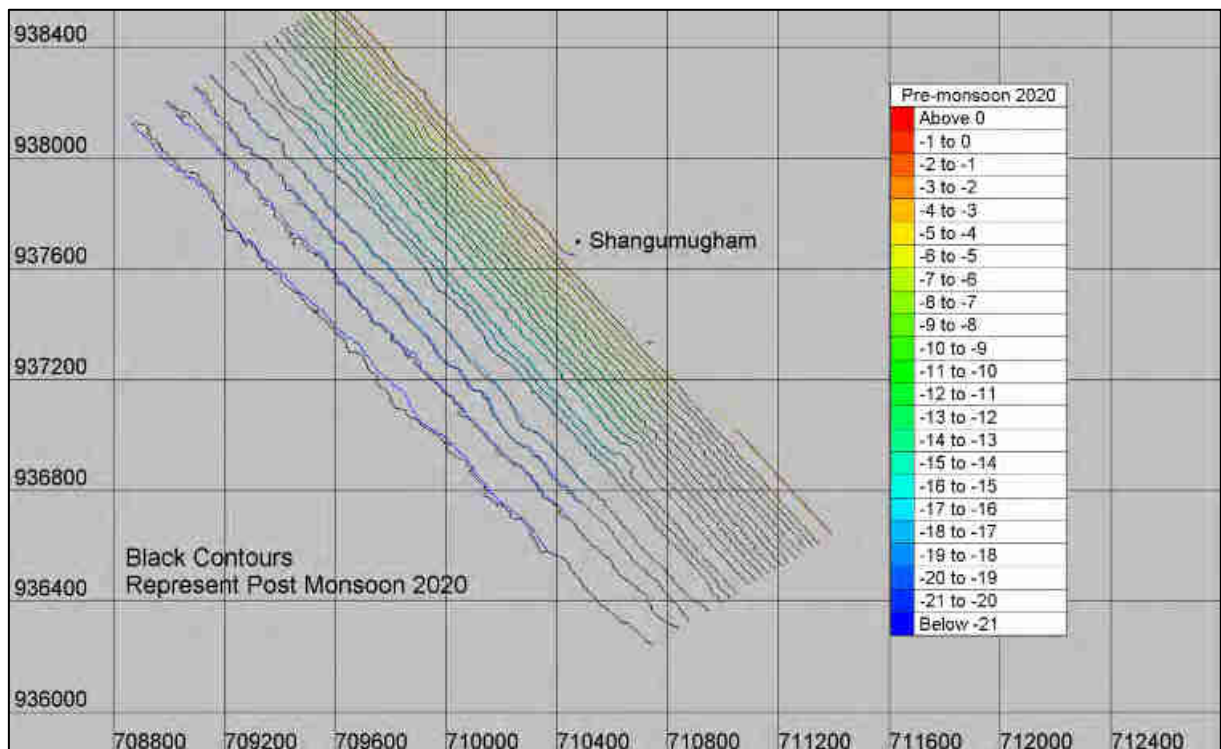 938400
938000
937600
937200
936800
936400
936000
Shangumugham
Black Contours
Represent Post Monsoon 2020
Pre-monsoon 2020
Above 0
-1 to 0
-2 to -1
-3 to -2
-4 to -3
-5 to -4
-6 to -5
-7 to -6
-8 to -7
-9 to -8
-10 to -9
-11 to -10
-12 to -11
-13 to -12
-14 to -13
-15 to -14
-16 to -15
-17 to -16
-18 to -17
-19 to -18
-20 to -19
-21 to -20
Below -21
708800 709200 709600 710000 710400 710800 711200 711600 712000 712400